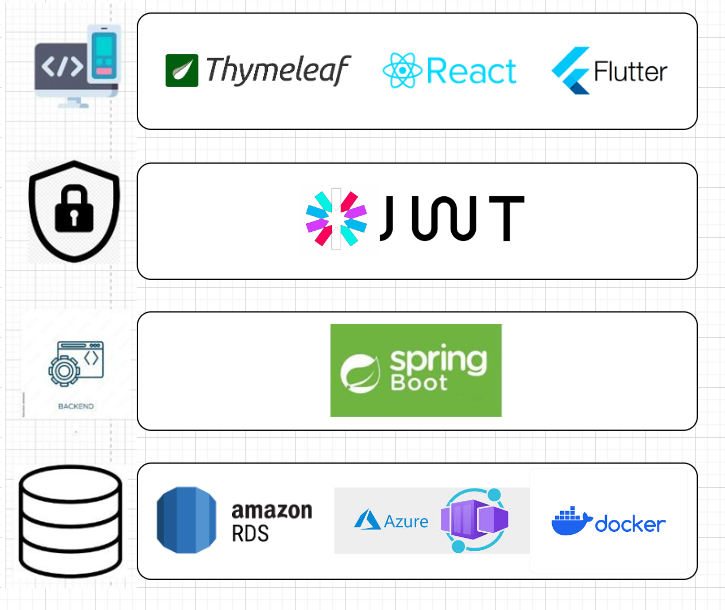 </>
Thymeleaf
React
Flutter
JWT
<>
BACKEND
spring
Boot
amazon
RDS
Azure
docker